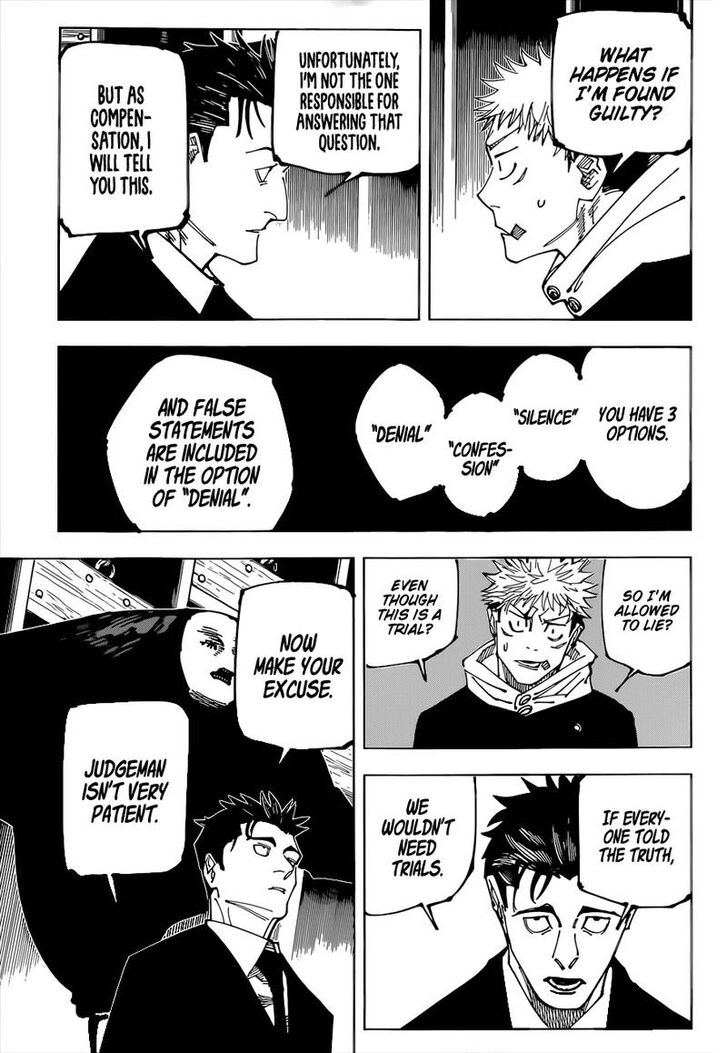 WHAT
HAPPENS IF
I'M FOUND
GUILTY?
UNFORTUNATELY,
I'M NOT THE ONE
RESPONSIBLE FOR
ANSWERING THAT
QUESTION.
BUT AS
COMPEN-
SATION, I
WILL TELL
YOU THIS.
YOU HAVE 3
OPTIONS.
"SILENCE"
"CONFES-
SION"
"DENIAL"
AND FALSE
STATEMENTS
ARE INCLUDED
IN THE OPTION
OF "DENIAL".
SO I'M
ALLOWED
TO LIE?
EVEN
THOUGH
THIS IS A
TRIAL?
IF EVERY-
ONE TOLD
THE TRUTH,
WE
WOULDN'T
NEED
TRIALS.
NOW
MAKE YOUR
EXCUSE.
JUDGEMAN
ISN'T VERY
PATIENT.